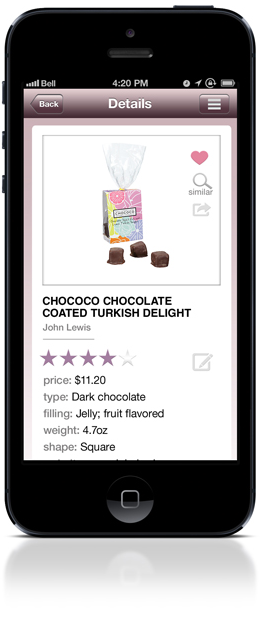 Bell 4:20 PM
Back Details
CHOCOCO
similar
CHOCOCO CHOCOLATE
COATED TURKISH DELIGHT
John Lewis
price: $11.20
type: Dark chocolate
filling: Jelly; fruit flavored
weight: 4.7oz
shape: Square